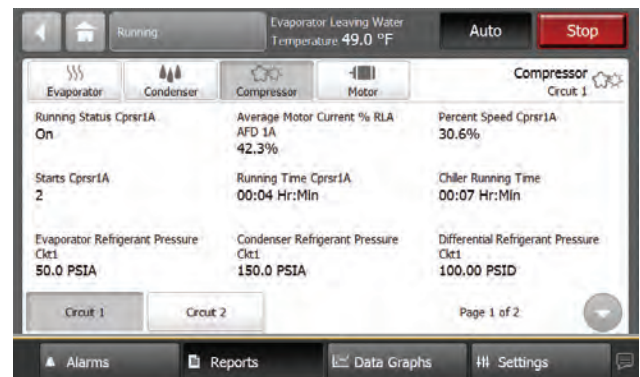 Running
Evaporator Leaving Water
Temperature 49.0 °F
Auto
Stop
Evaporator
Condenser
Compressor
Motor
Compressor
Circuit 1
Running Status Cprsr1A
On
Average Motor Current % RLA
AFD 1A
42.3%
Percent Speed Cprsr1A
30.6%
Starts Cprsr1A
2
Running Time Cprsr1A
00:04 Hr:Min
Chiller Running Time
00:07 Hr:Min
Evaporator Refrigerant Pressure
Ckt1
50.0 PSIA
Condenser Refrigerant Pressure
Ckt1
150.0 PSIA
Differential Refrigerant Pressure
Ckt1
100.00 PSID
Circuit 1
Circuit 2
Page 1 of 2
Alarms
Reports
Data Graphs
Settings